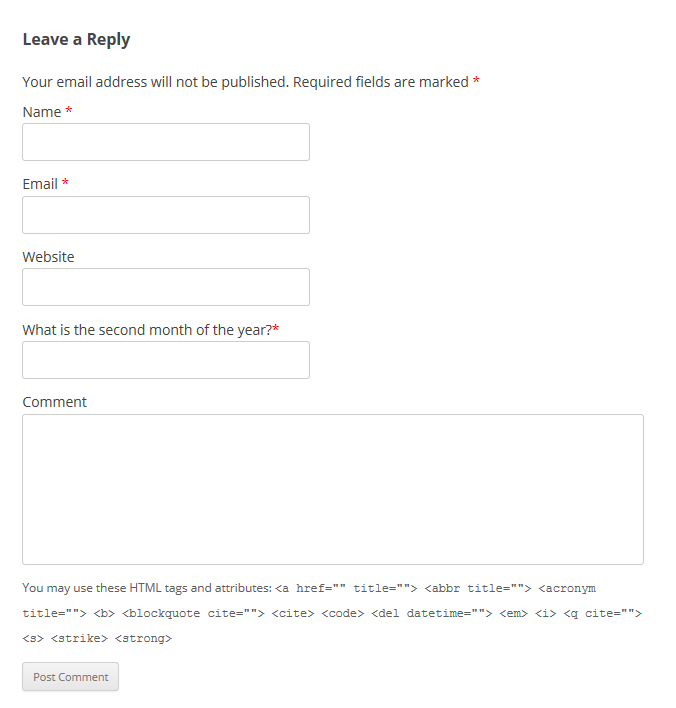 Leave a Reply
Your email address will not be published. Required fields are marked *
Name *
Email *
Website
What is the second month of the year?*
Comment
You may use these HTML tags and attributes: <a href="" title=""> <abbr title=""> <acronym
title=""> <b> <blockquote cite=""> <cite> <code> <del datetime=""> <em> <i> <q cite="">
<s> <strike> <strong>
Post Comment